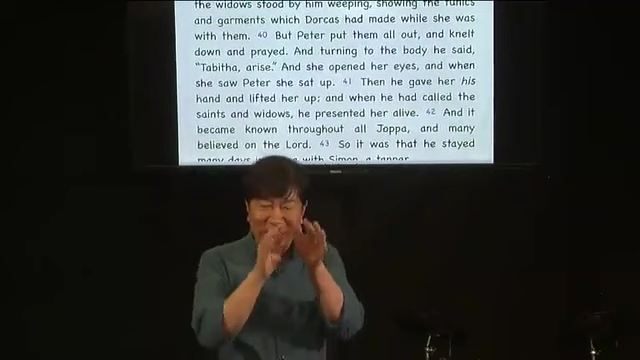 the widows stood by him weeping, showing the tunics
and garments which Dorcas had made while she was
with them. 40 But Peter put them all out, and knelt
down and prayed. And turning to the body he said,
"Tabitha, arise." And she opened her eyes, and when
she saw Peter she sat up. 41 Then he gave her his
hand and lifted her up; and when he had called the
saints and widows, he presented her alive. 42 And it
became known throughout all Joppa, and many
believed on the Lord. 43 So it was that he stayed
many days with Simon, a tanner.